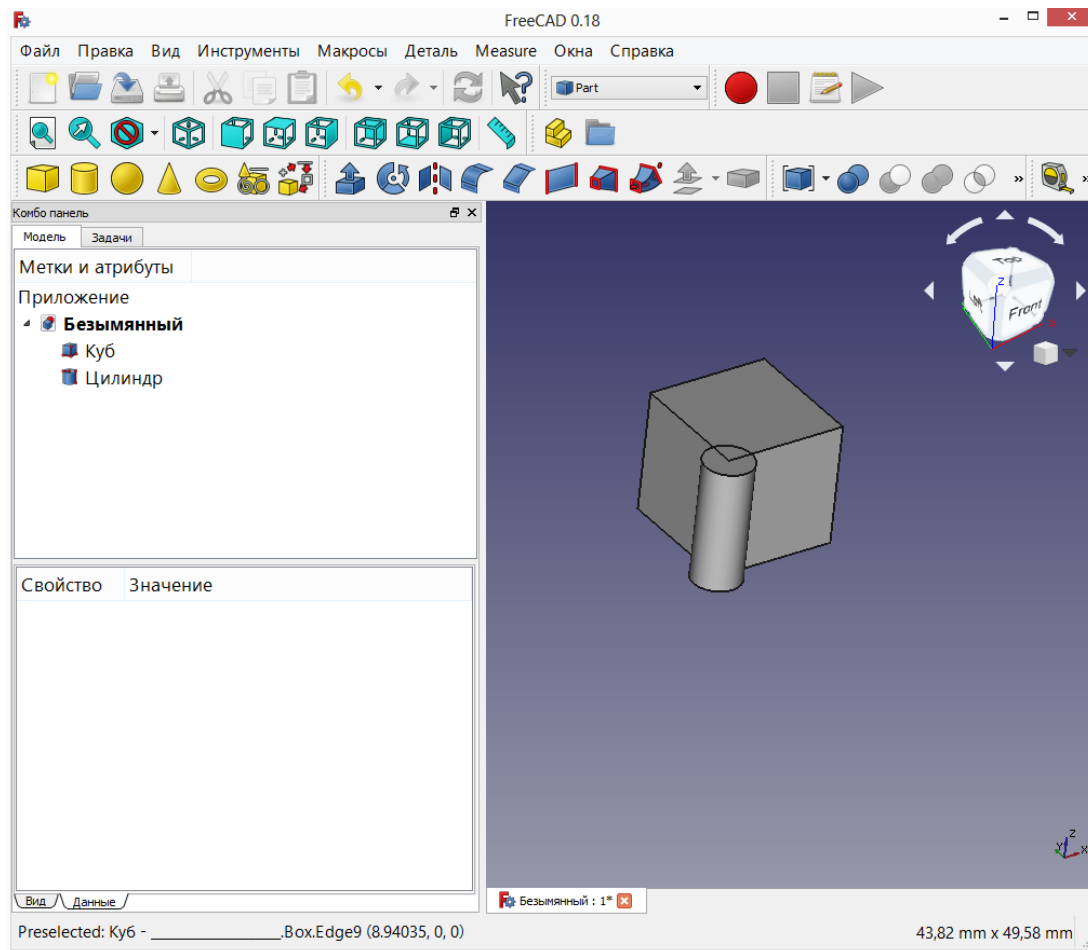 FreeCAD 0.18
Файл Правка Вид Инструменты Макросы Деталь Measure Окна Справка
Part
Комбо панель
Модель Задачи
Метки и атрибуты
Приложение
Безымянный
Куб
Цилиндр
Свойство Значение
Вид Данные
Top
Front
Z
X
Z
Y
X
Безымянный : 1*
Preselected: Куб - _________________.Box.Edge9 (8.94035, 0, 0)
43,82 mm x 49,58 mm